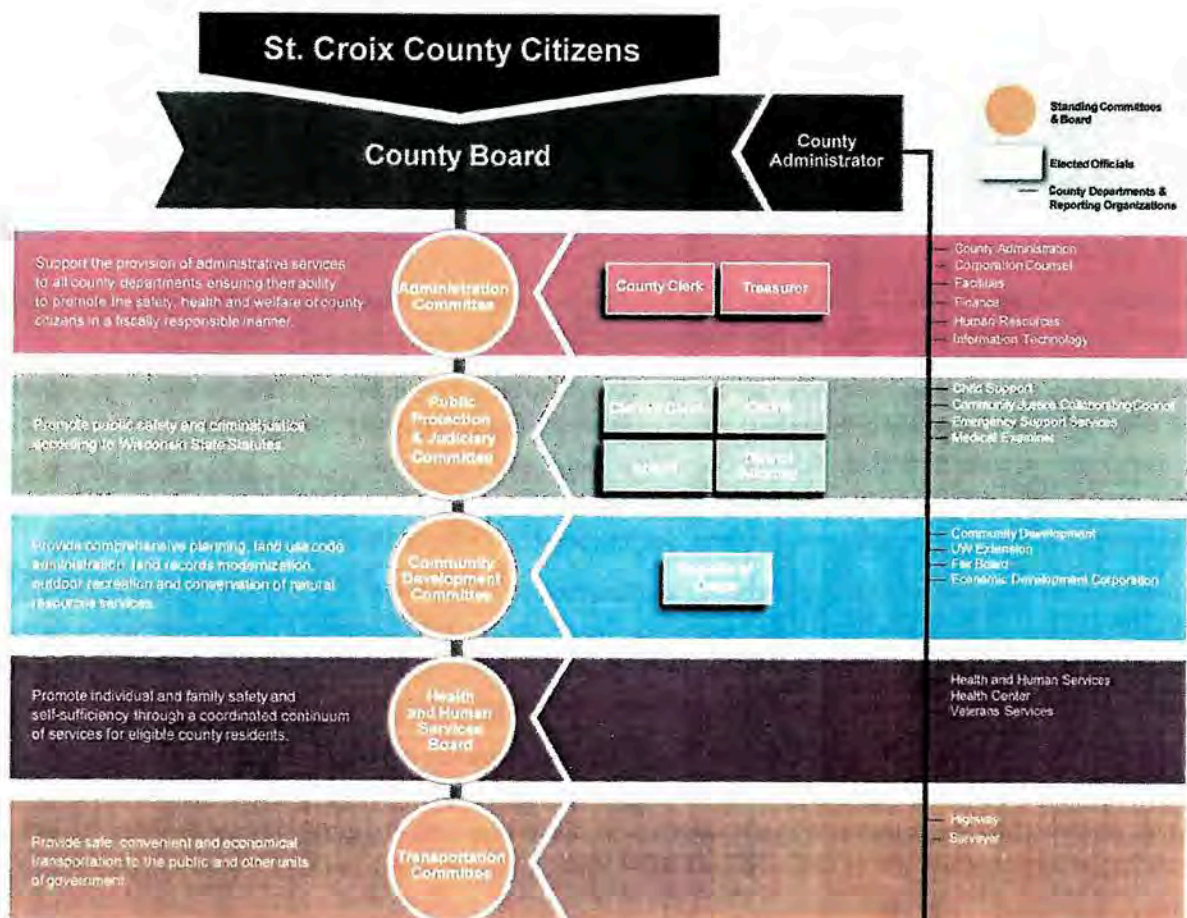 St. Croix County Citizens
County Board
County
Administrator
Standing Committees
& Board
Elected Officials
County Departments &
Reporting Organizations
Support the provision of administrative services
to all county departments ensuring their ability
to promote the safety, health and welfare of county
citizens in a fiscally responsible manner.
Administration
Committee
County Clerk
Treasurer
County Administration
Corporation Counsel
Facilities
Finance
Human Resources
Information Technology
Promote public safety and criminal justice
according to Wisconsin State Statutes.
Public
Protection
& Judiciary
Committee
District
Attorney
Child Support
Community Justice Collaborating Council
Emergency Support Services
Medical Examiner
Provide comprehensive planning, land use code
administration, land records modernization,
outdoor recreation and conservation of natural
resource services.
Community
Development
Committee
Community Development
UW Extension
Fair Board
Economic Development Corporation
Promote individual and family safety and
self-sufficiency through a coordinated continuum
of services for eligible county residents.
Health
and Human
Services
Board
Health and Human Services
Health Center
Veterans Services
Provide safe, convenient and economical
transportation to the public and other units
of government
Transportation
Committee
Highway
Surveyor